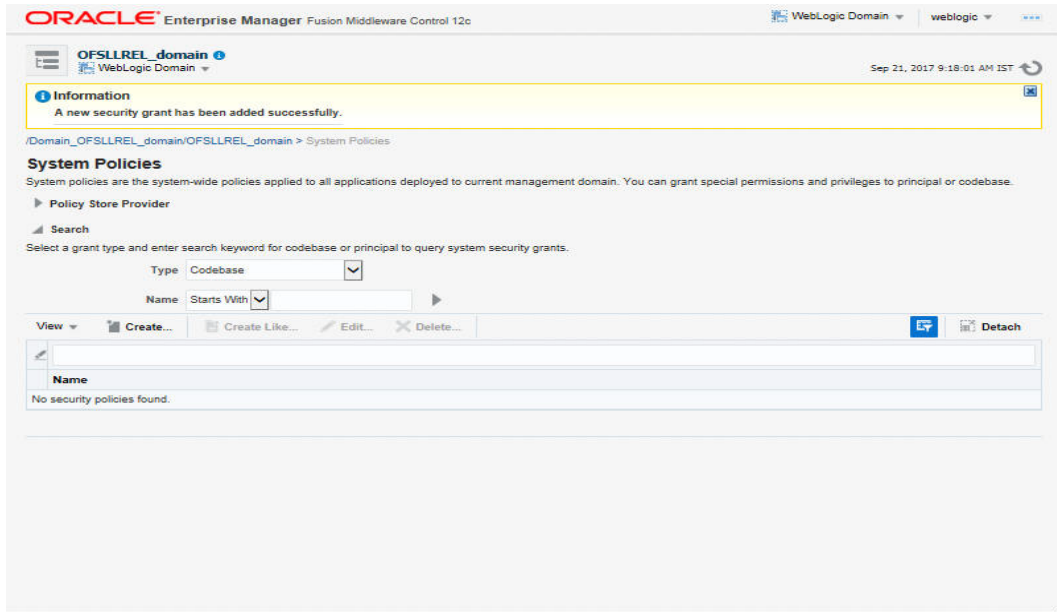 ORACLE Enterprise Manager Fusion Middleware Control 12c
WebLogic Domain
weblogic
OFSLLREL_domain
WebLogic Domain
Sep 21, 2017 9:18:01 AM IST
Information
A new security grant has been added successfully.
/Domain_OFSLLREL_domain/OFSLLREL_domain > System Policies
System Policies
System policies are the system-wide policies applied to all applications deployed to current management domain. You can grant special permissions and privileges to principal or codebase.
Policy Store Provider
Search
Select a grant type and enter search keyword for codebase or principal to query system security grants.
Type Codebase
Name Starts With
View Create... Create Like... Edit... Delete... Detach
Name
No security policies found.